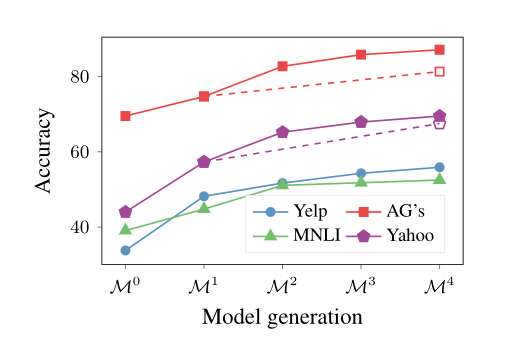 Accuracy
80
60
40
Yelp
AG's
MNLI
Yahoo
ℳ⁰
ℳ¹
ℳ²
ℳ³
ℳ⁴
Model generation